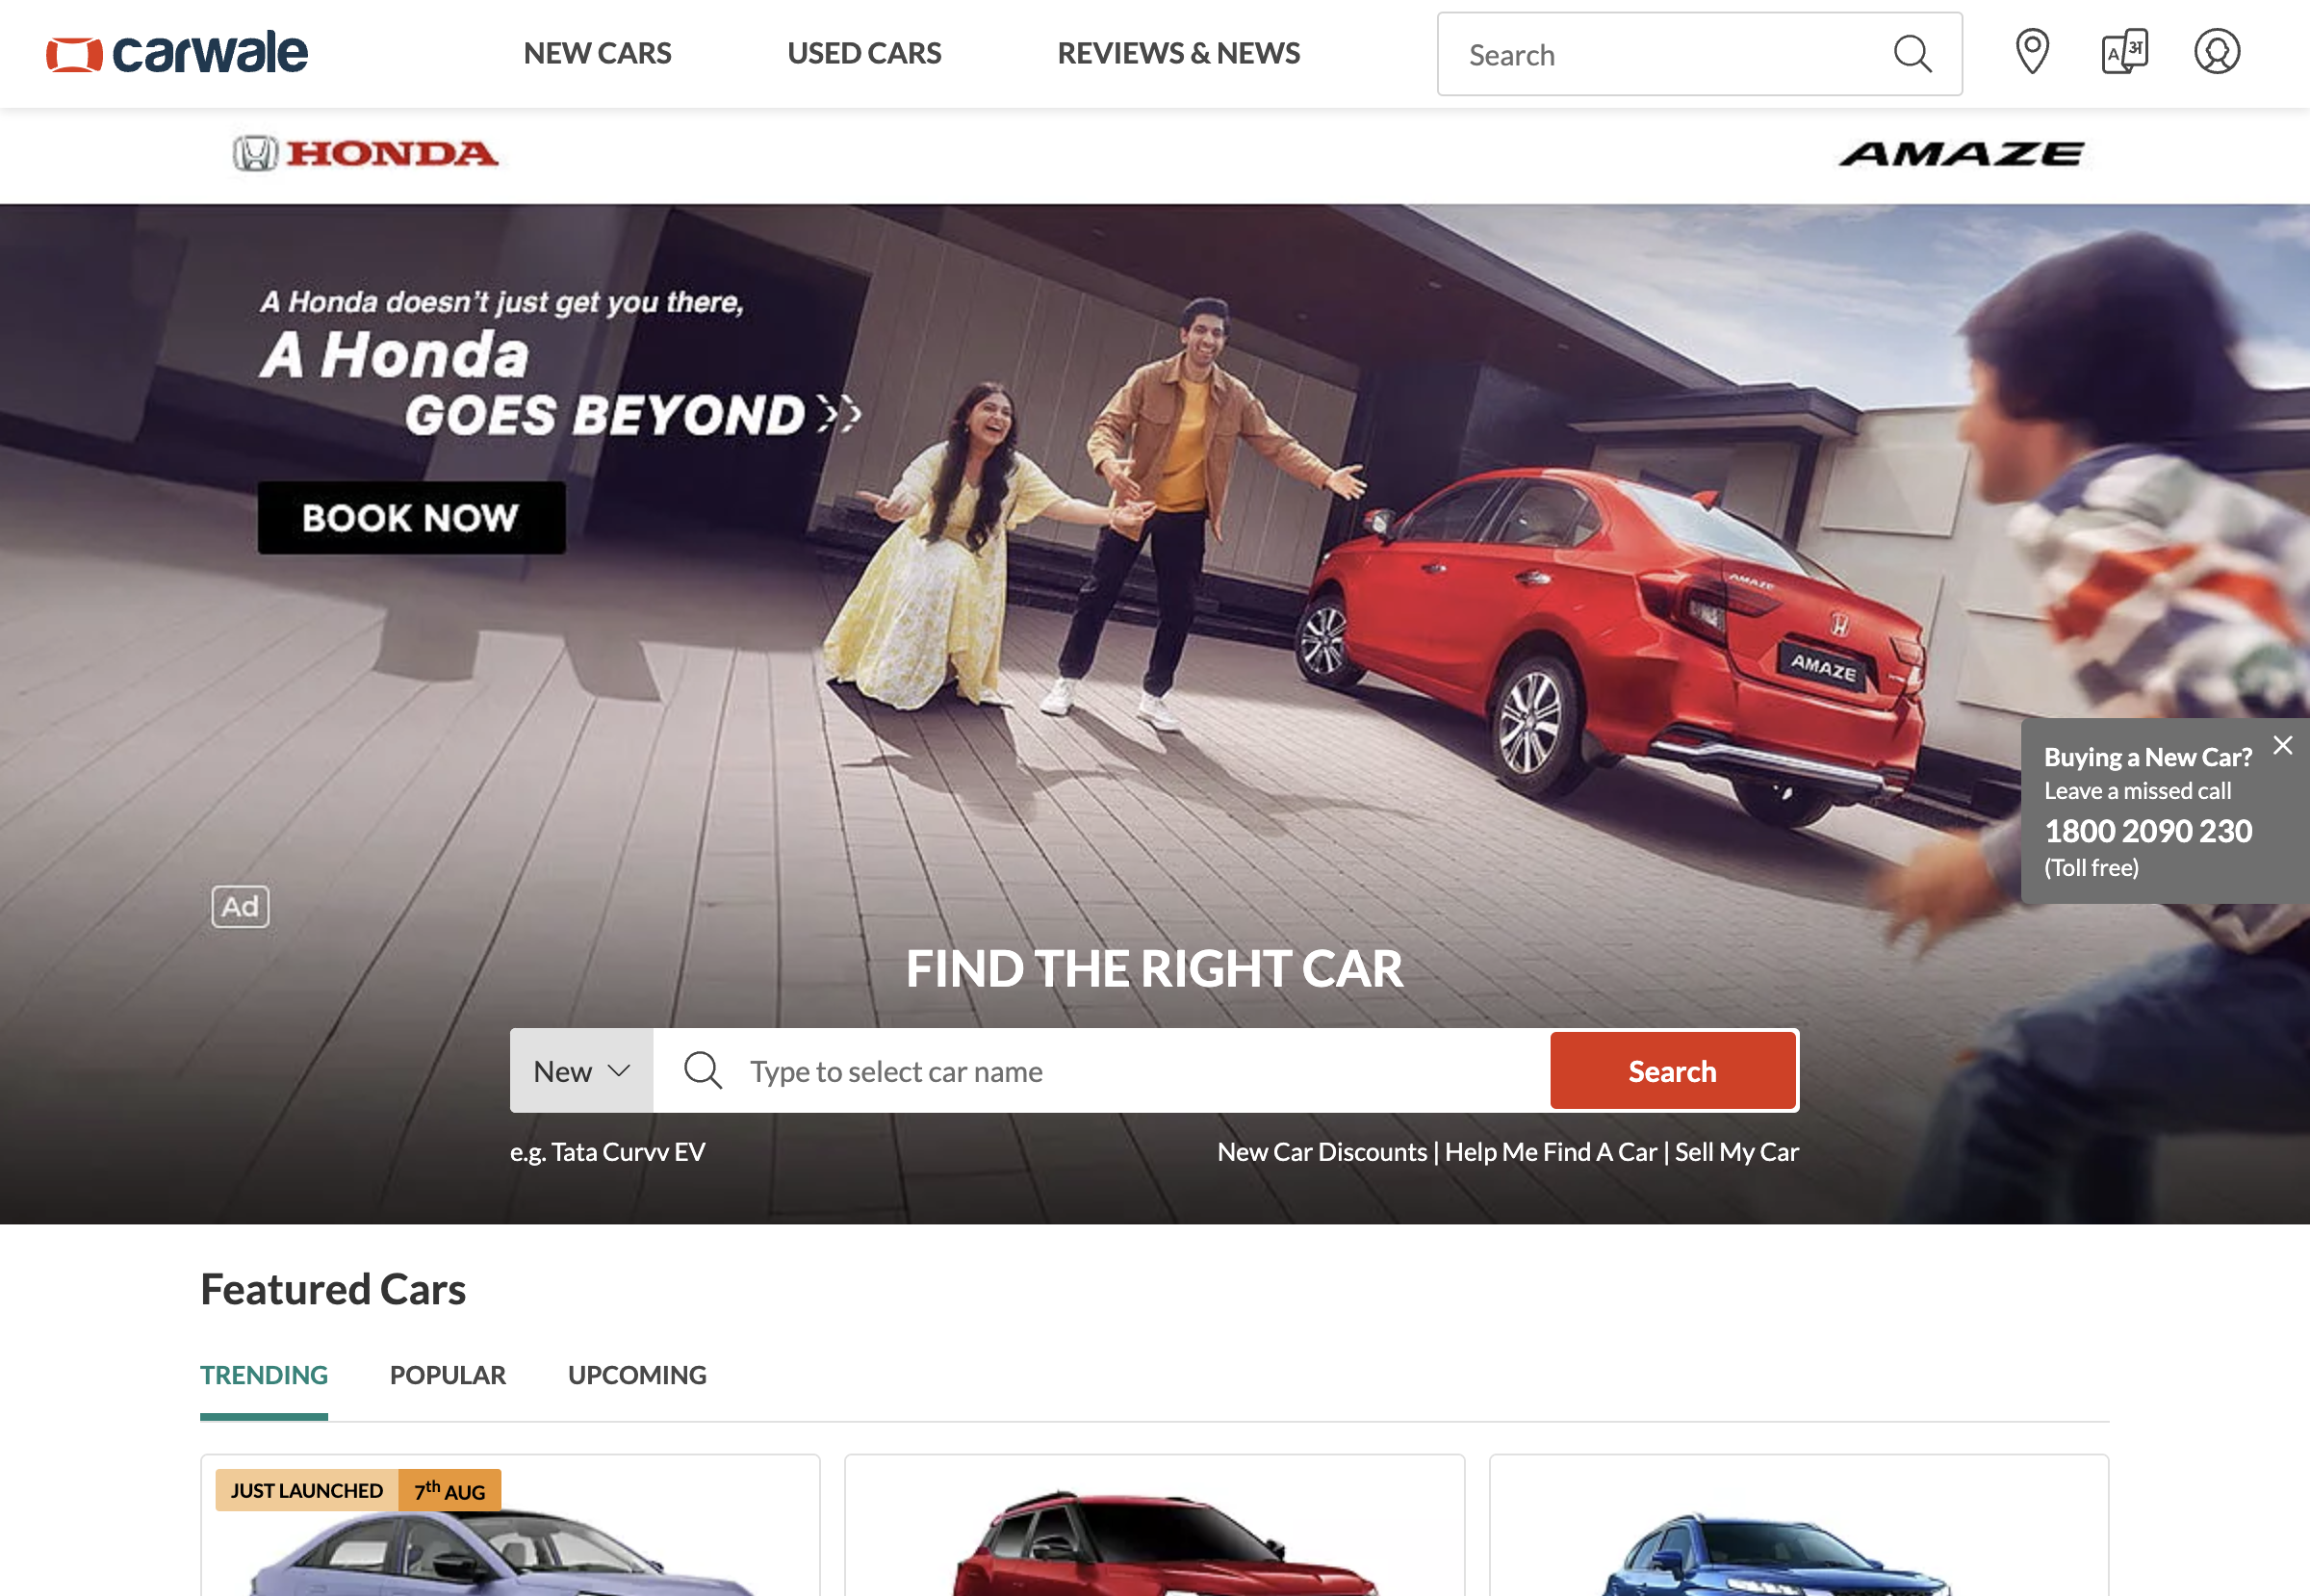 carwale
NEW CARS
USED CARS
REVIEWS & NEWS
Search
A अ
HONDA
AMAZE
A Honda doesn't just get you there,
A Honda
GOES BEYOND
BOOK NOW
AMAZE
AMAZE
Buying a New Car?
Leave a missed call
1800 2090 230
(Toll free)
Ad
FIND THE RIGHT CAR
New
Type to select car name
Search
e.g. Tata Curvv EV
New Car Discounts | Help Me Find A Car | Sell My Car
Featured Cars
TRENDING
POPULAR
UPCOMING
JUST LAUNCHED
7th AUG